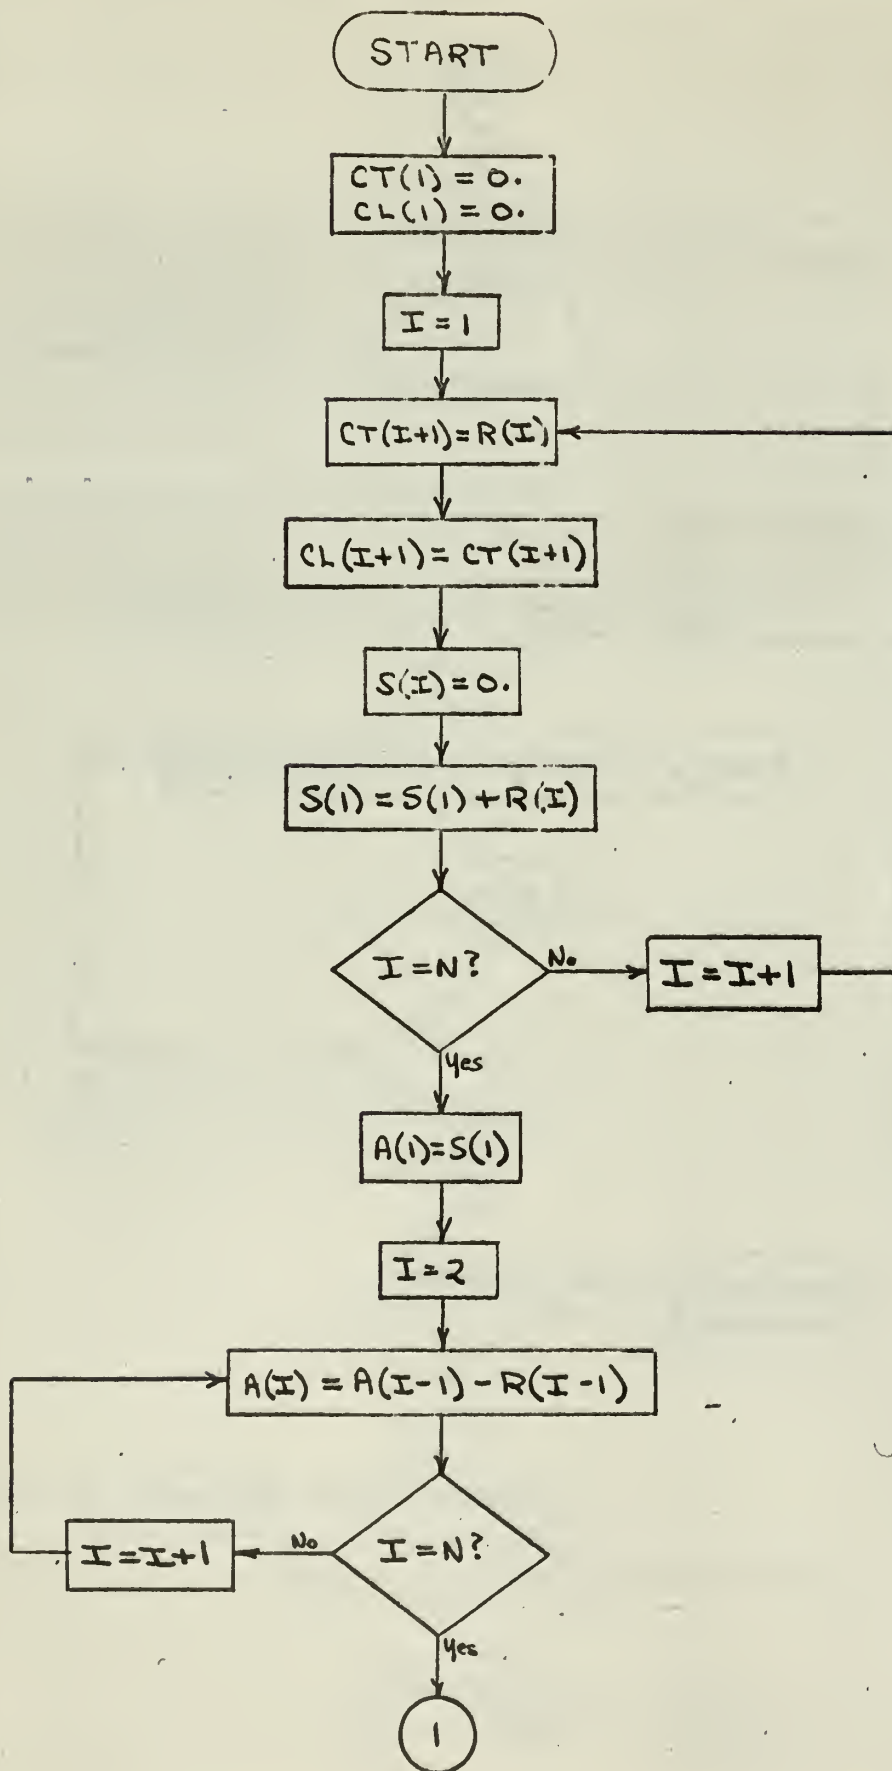 START
CT(1) = 0.
CL(1) = 0.
I = 1
CT(I+1) = R(I)
CL(I+1) = CT(I+1)
S(I) = 0.
S(1) = S(1) + R(I)
I = N?
No
I = I+1
Yes
A(1) = S(1)
I = 2
A(I) = A(I-1) - R(I-1)
I = N?
No
I = I+1
Yes
1